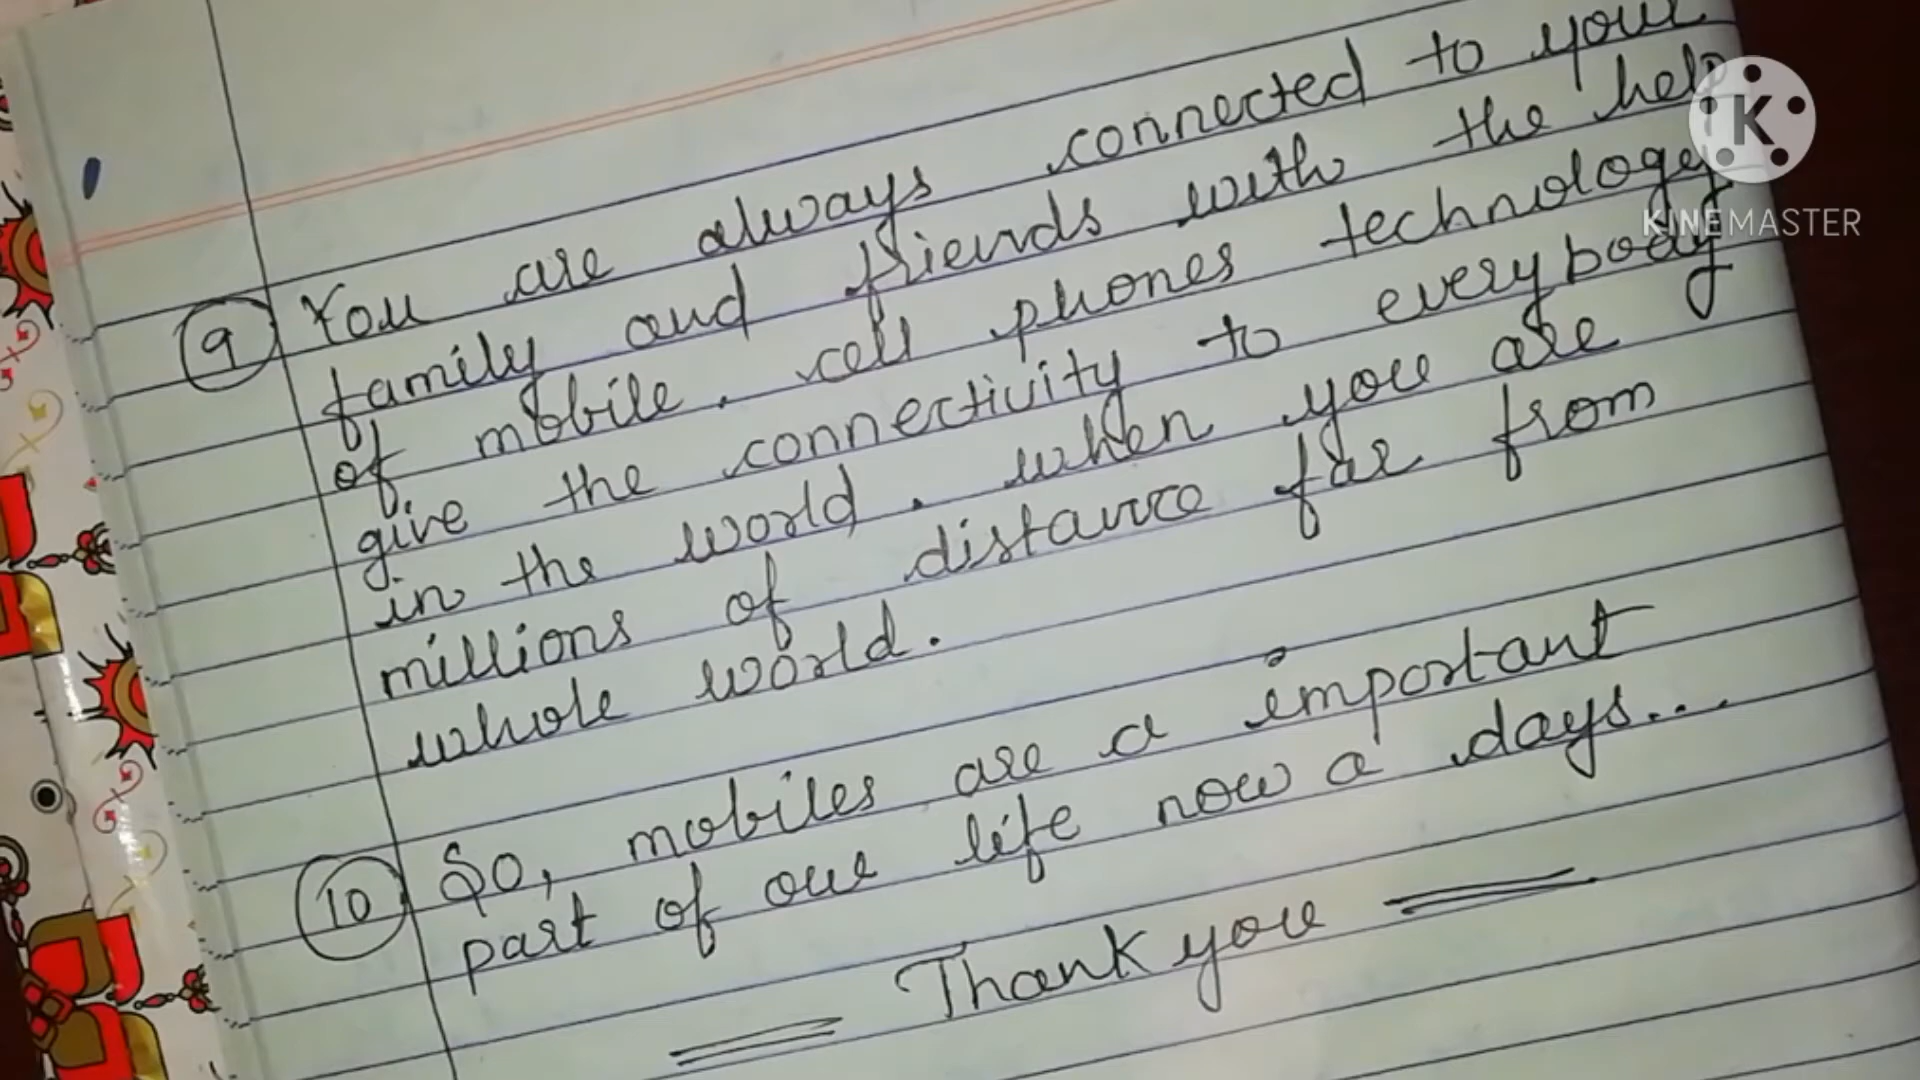 You are always connected to your
family and friends with the help
of mobile. cell phones technology
give the connectivity to everybody
in the world. when you are
millions of distance far from
whole world.
9
10
So, mobiles are a important
part of our life now a days...
Thank you
K
KINEMASTER